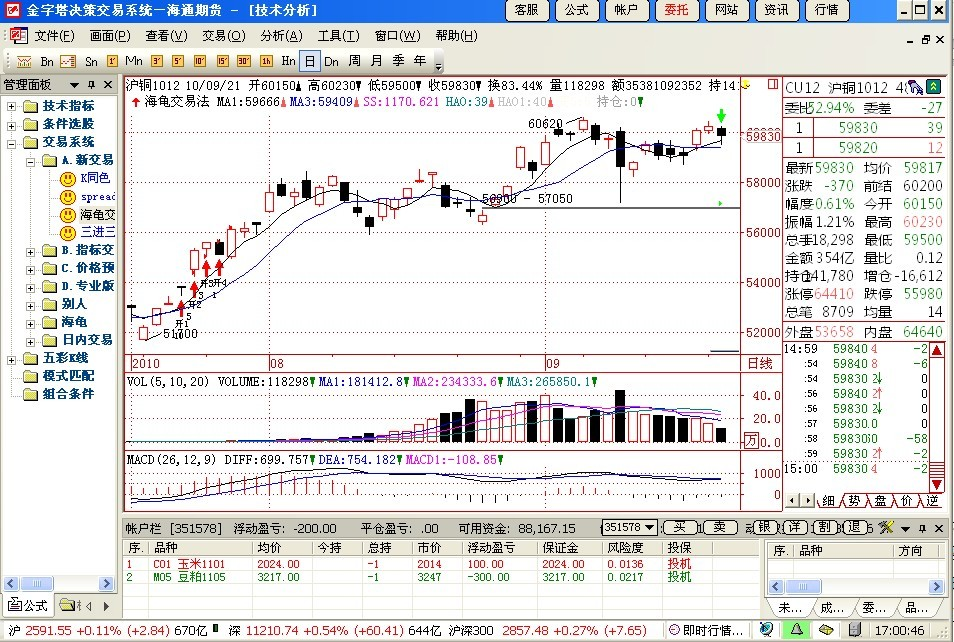 金字塔决策交易系统—海通期货 - [技术分析]
客服 公式 帐户 委托 网站 资讯 行情
文件(F) 画面(P) 查看(V) 交易(O) 分析(A) 工具(T) 窗口(W) 帮助(H)
Bn Sn Mn Hn 日 Dn 周 月 季 年
管理面板
技术指标
条件选股
交易系统
A.新交易
K同色
spread
海龟交
三进三
B.指标交
C.价格预
D.专业版
别人
海龟
日内交易
五彩K线
模式匹配
组合条件
公式
沪铜1012 10/09/21 开60150 高60230 低59500 收59830 换83.44% 量118298 额35381092352 持14
海龟交易法 MA1:59666 MA3:59409 SS:1170.621 HAO:39 HAO1:40 持仓:0
60620
56900 - 57050
51700
59830
58000
56000
54000
52000
2010 08 09 日线
VOL(5,10,20) VOLUME:118298 MA1:181412.8 MA2:234333.6 MA3:265850.1
40.0
20.0
万 0.0
MACD(26,12,9) DIFF:699.757 DEA:754.182 MACD1:-108.85
1000
0
CU12 沪铜1012
委比52.94% 委差 -27
1 59830 39
1 59820 12
最新59830 均价 59817
涨跌 -370 前结 60200
幅度-0.61% 今开 60150
振幅 1.21% 最高 60230
总手118,298 最低 59500
金额 354亿 量比 0.12
持仓141,780 增仓-16,612
涨停64410 跌停 55980
总笔 8709 均量 14
外盘53658 内盘 64640
14:59 59840 4 -2
:54 59840 8 -6
:54 59830 2 0
:56 59840 2 0
:56 59830 2 0
:57 59830 0
:58 59830 -58
:59 59830 2 -2
15:00 59830 4 -2
细 势 盘 价 逆
帐户栏 [351578] 浮动盈亏: -200.00 平仓盈亏: .00 可用资金: 88,167.15 351578 买 卖 银 洋 割 退
序. 品种 均价 今持 总持 市价 浮动盈亏 保证金 风险度 投保
1 C01 玉米1101 2024.00 -1 2014 100.00 2024.00 0.0136 投机
2 M05 豆粕1105 3217.00 -1 3247 -300.00 3217.00 0.0217 投机
序. 品种 方向
未... 成... 委... 品...
沪 2591.55 +0.11% (+2.84) 670亿 深 11210.74 +0.54% (+60.41) 644亿 沪深300 2857.48 +0.27% (+7.65) 即时行情... 17:00:46